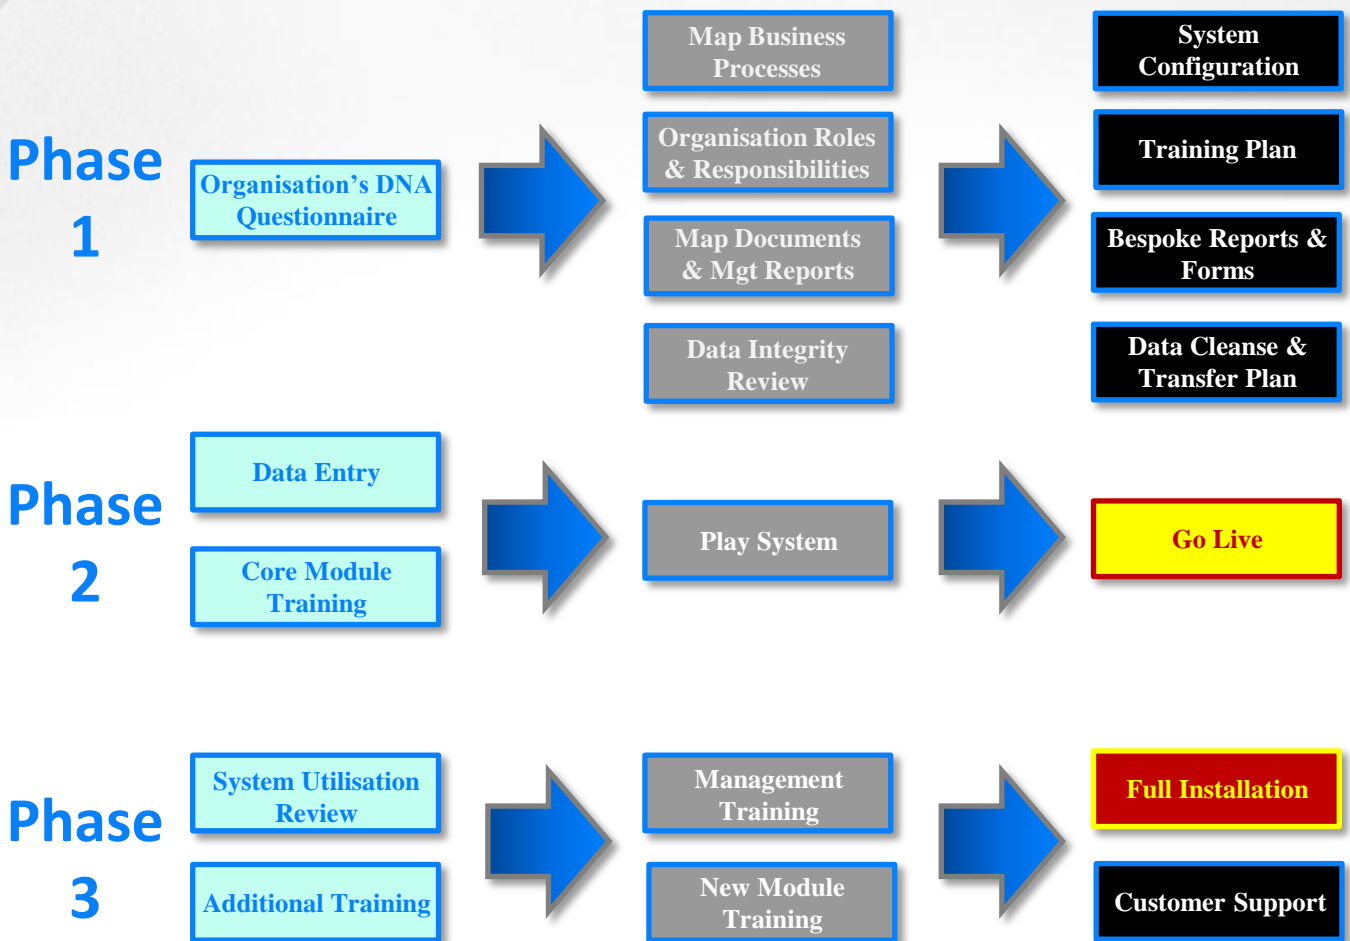 Phase
1
Organisation's DNA
Questionnaire
Map Business
Processes
Organisation Roles
& Responsibilities
Map Documents
& Mgt Reports
Data Integrity
Review
System
Configuration
Training Plan
Bespoke Reports &
Forms
Data Cleanse &
Transfer Plan
Phase
2
Data Entry
Core Module
Training
Play System
Go Live
Phase
3
System Utilisation
Review
Additional Training
Management
Training
New Module
Training
Full Installation
Customer Support